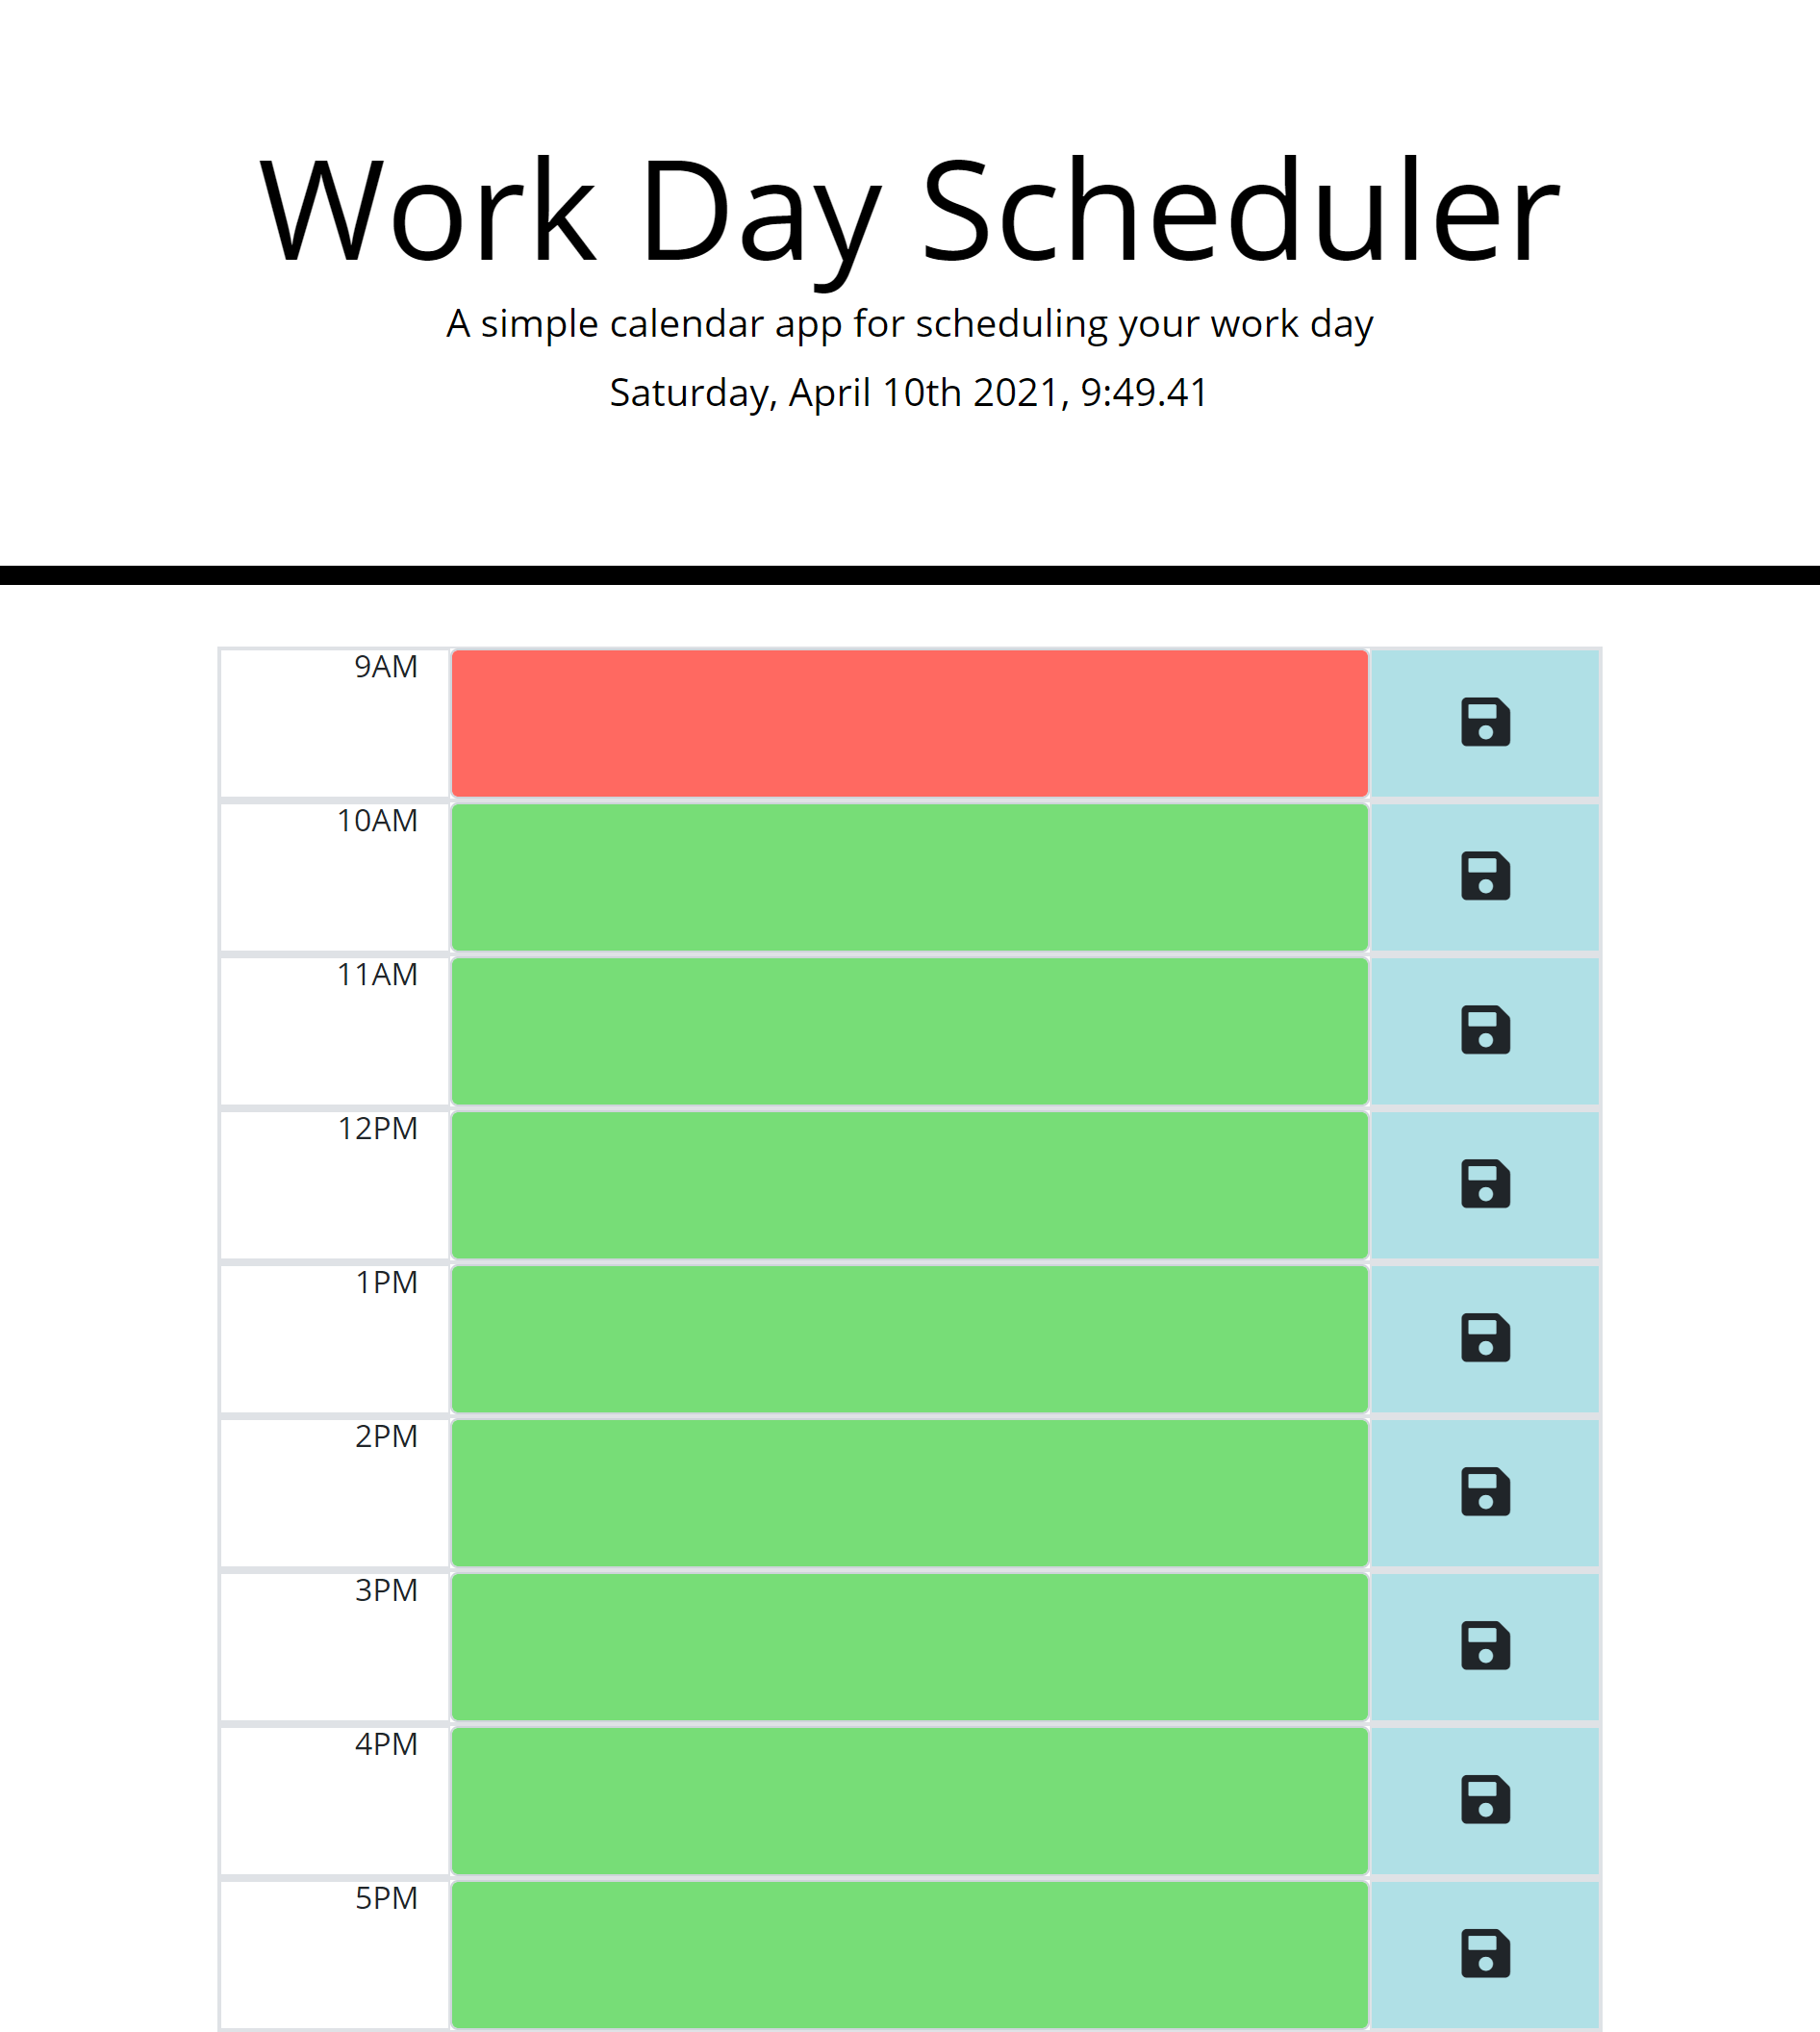 Work Day Scheduler
A simple calendar app for scheduling your work day
Saturday, April 10th 2021, 9:49.41
9AM
10AM
11AM
12PM
1PM
2PM
3PM
4PM
5PM